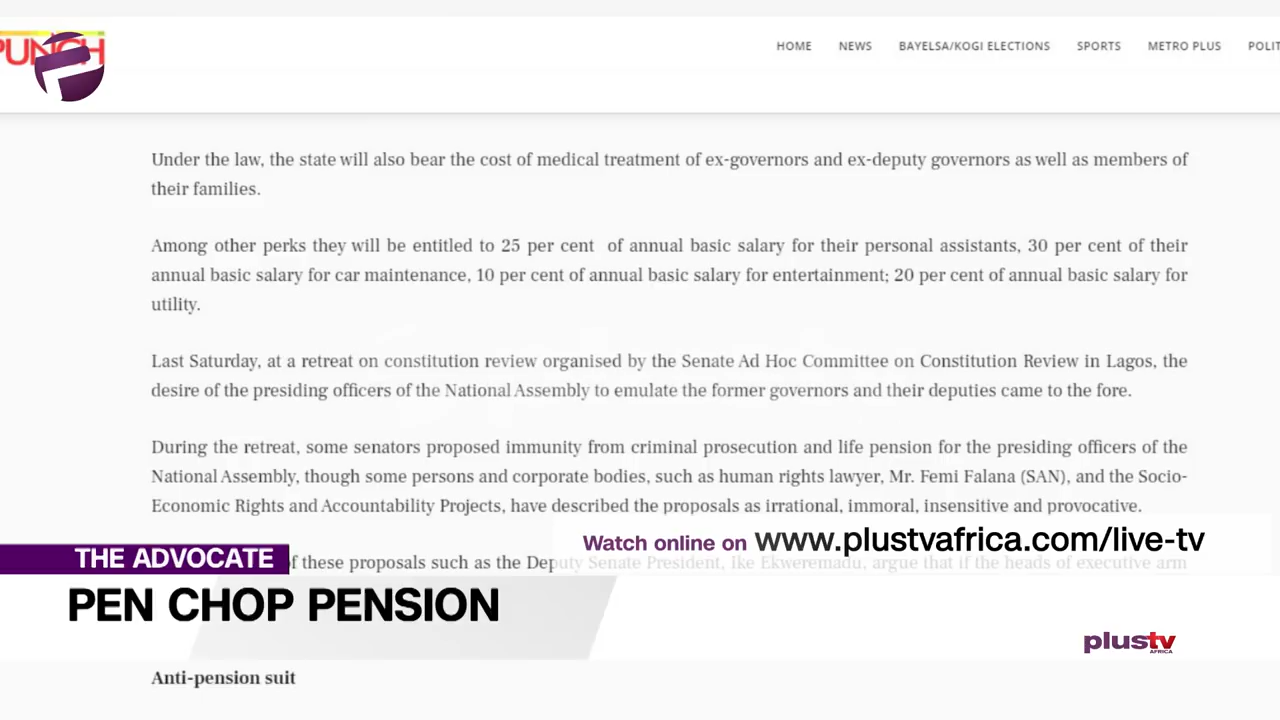 PUNCH
HOME NEWS BAYELSA/KOGI ELECTIONS SPORTS METRO PLUS POLIT
Under the law, the state will also bear the cost of medical treatment of ex-governors and ex-deputy governors as well as members of
their families.
Among other perks they will be entitled to 25 per cent of annual basic salary for their personal assistants, 30 per cent of their
annual basic salary for car maintenance, 10 per cent of annual basic salary for entertainment; 20 per cent of annual basic salary for
utility.
Last Saturday, at a retreat on constitution review organised by the Senate Ad Hoc Committee on Constitution Review in Lagos, the
desire of the presiding officers of the National Assembly to emulate the former governors and their deputies came to the fore.
During the retreat, some senators proposed immunity from criminal prosecution and life pension for the presiding officers of the
National Assembly, though some persons and corporate bodies, such as human rights lawyer, Mr. Femi Falana (SAN), and the Socio-
Economic Rights and Accountability Projects, have described the proposals as irrational, immoral, insensitive and provocative.
Watch online on www.plustvafrica.com/live-tv
THE ADVOCATE
of these proposals such as the Deputy Senate President, Ike Ekweremadu, argue that if the heads of executive arm
PEN CHOP PENSION
plustv
AFRICA
Anti-pension suit